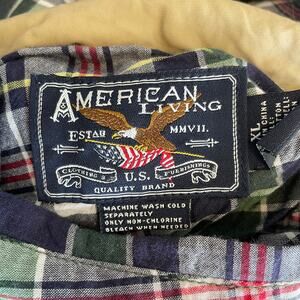 AMERICAN
LIVING
ESTAB MMVII.
CLOTHING & FURNISHINGS
U.S.
QUALITY BRAND
MACHINE WASH COLD
SEPARATELY
ONLY NON-CHLORINE
BLEACH WHEN NEEDED
XL
CHINA